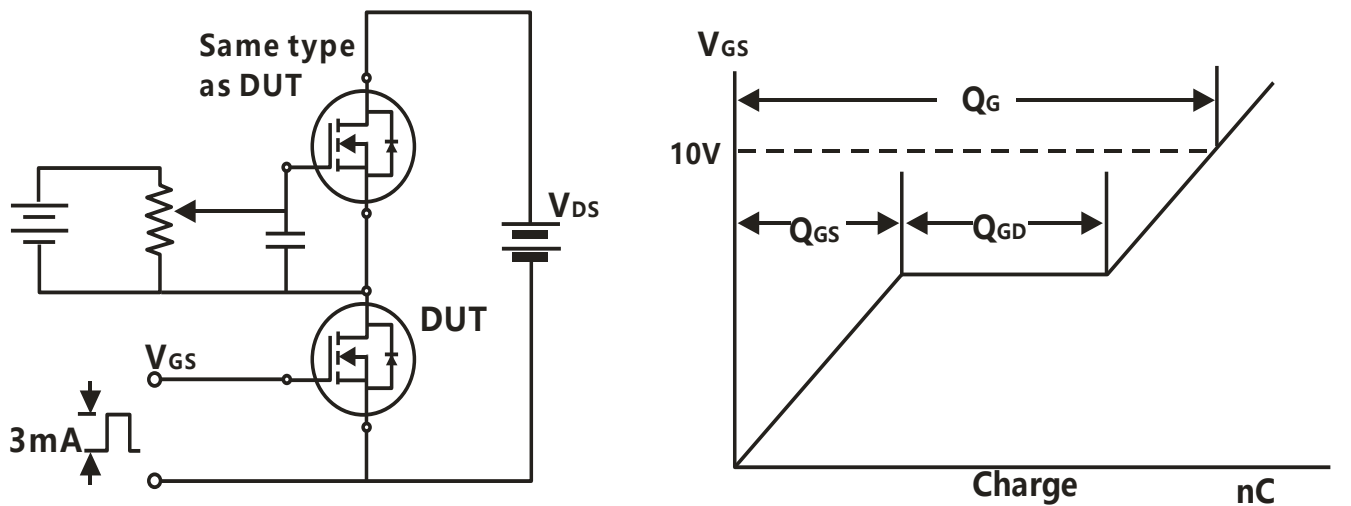 Same type
as DUT
VDS
DUT
VGS
3mA
VGS
QG
10V
QGS
QGD
Charge
nC